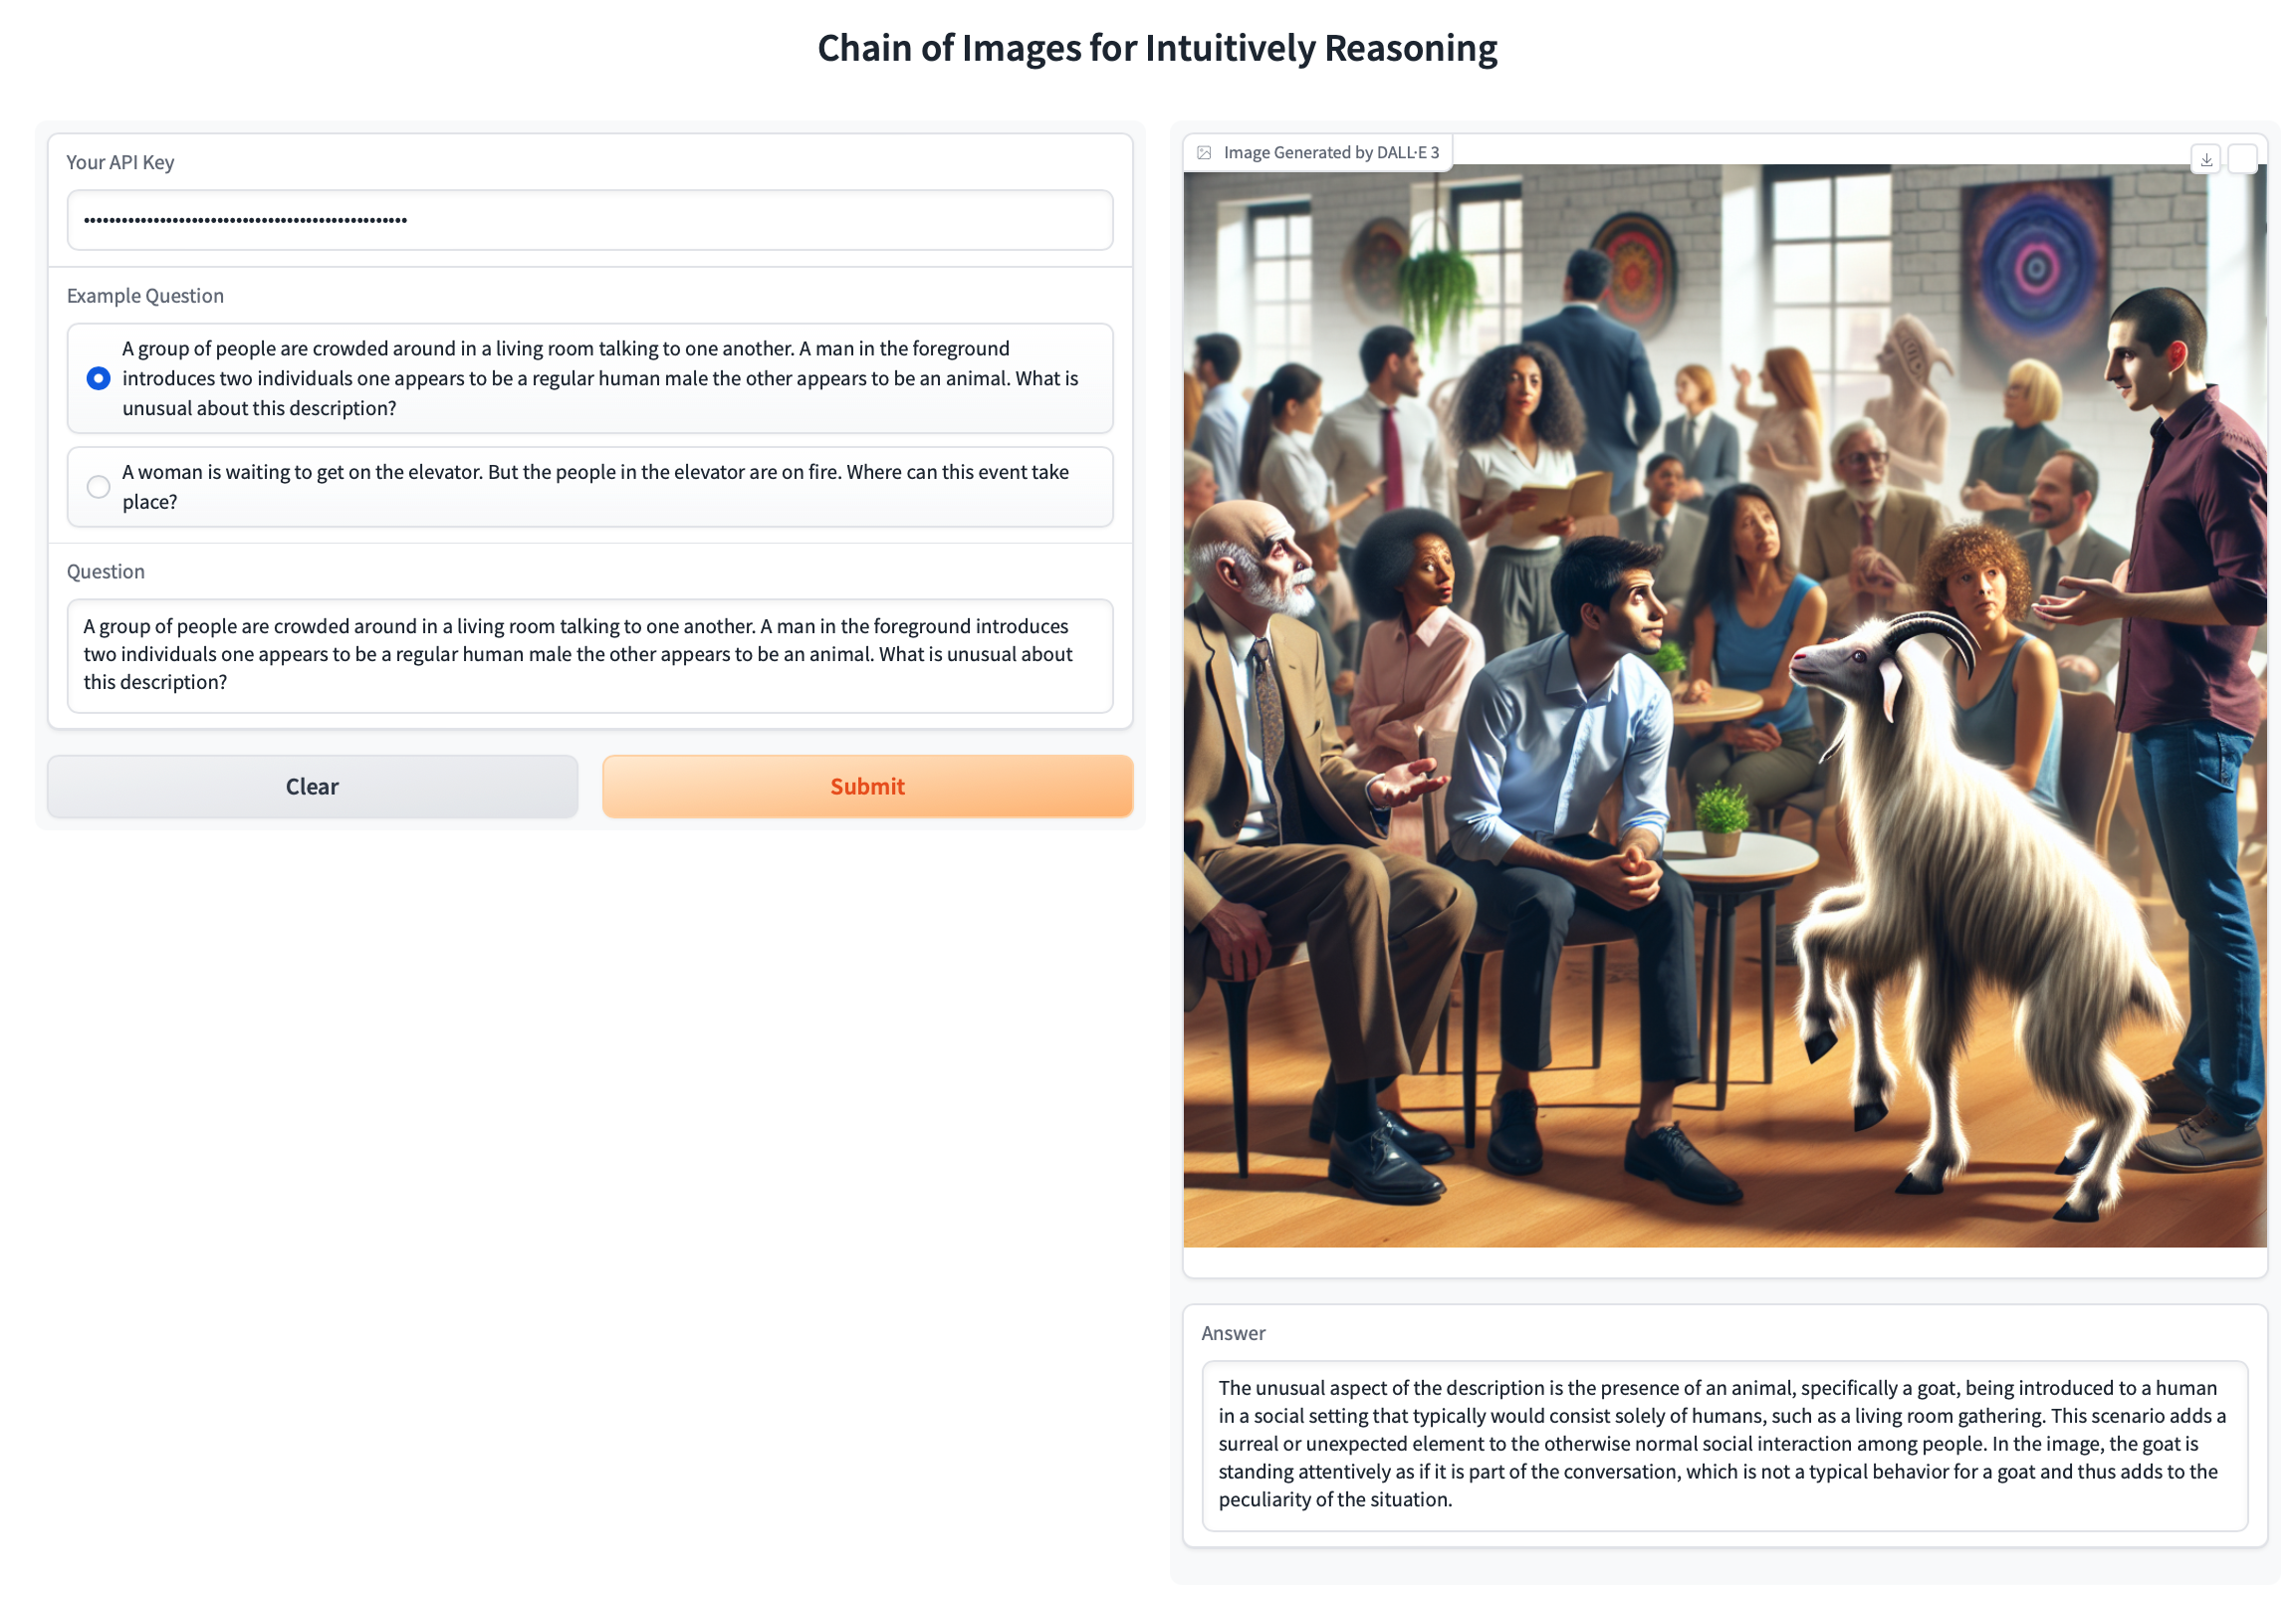 Chain of Images for Intuitively Reasoning
Your API Key
Example Question
A group of people are crowded around in a living room talking to one another. A man in the foreground
introduces two individuals one appears to be a regular human male the other appears to be an animal. What is
unusual about this description?
A woman is waiting to get on the elevator. But the people in the elevator are on fire. Where can this event take
place?
Question
A group of people are crowded around in a living room talking to one another. A man in the foreground introduces
two individuals one appears to be a regular human male the other appears to be an animal. What is unusual about
this description?
Clear
Submit
Image Generated by DALL·E 3
Answer
The unusual aspect of the description is the presence of an animal, specifically a goat, being introduced to a human
in a social setting that typically would consist solely of humans, such as a living room gathering. This scenario adds a
surreal or unexpected element to the otherwise normal social interaction among people. In the image, the goat is
standing attentively as if it is part of the conversation, which is not a typical behavior for a goat and thus adds to the
peculiarity of the situation.